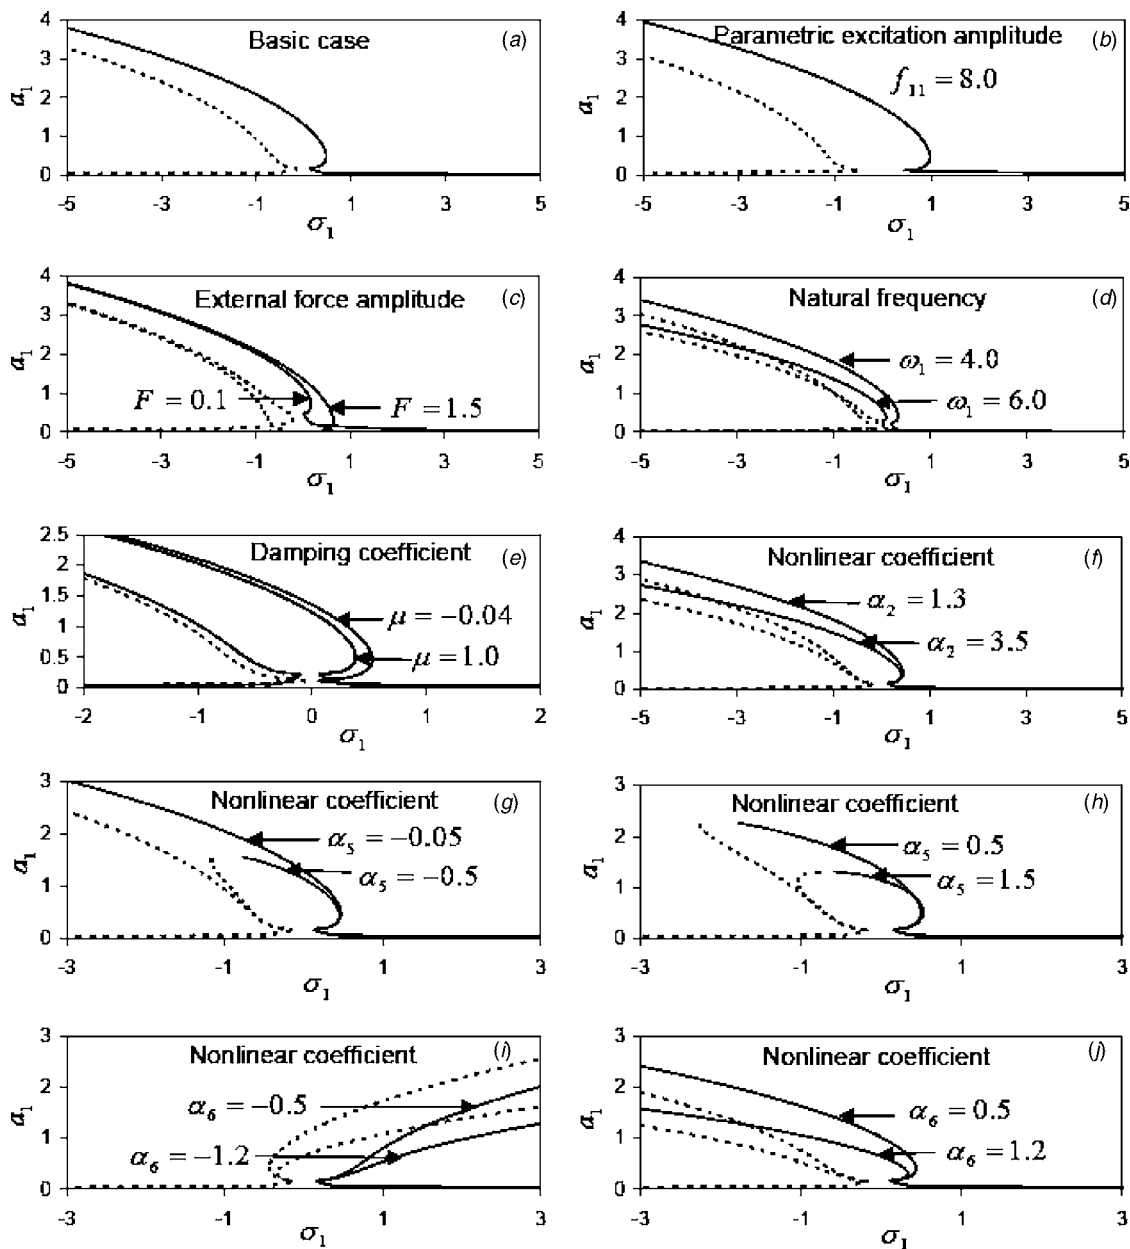 Basic case (a)
4
3
2
1
0
a₁
-5 -3 -1 1 3 5
σ₁
Parametric excitation amplitude (b)
f₁₁ = 8.0
4
3
2
1
0
a₁
-5 -3 -1 1 3 5
σ₁
External force amplitude (c)
F = 0.1
F = 1.5
4
3
2
1
0
a₁
-5 -3 -1 1 3 5
σ₁
Natural frequency (d)
ω₁ = 4.0
ω₁ = 6.0
4
3
2
1
0
a₁
-5 -3 -1 1 3 5
σ₁
Damping coefficient (e)
μ = −0.04
μ = 1.0
2.5
2
1.5
1
0.5
0
a₁
-2 -1 0 1 2
σ₁
Nonlinear coefficient (f)
α₂ = 1.3
α₂ = 3.5
4
3
2
1
0
a₁
-5 -3 -1 1 3 5
σ₁
Nonlinear coefficient (g)
α₅ = −0.05
α₅ = −0.5
3
2
1
0
a₁
-3 -1 1 3
σ₁
Nonlinear coefficient (h)
α₅ = 0.5
α₅ = 1.5
3
2
1
0
a₁
-3 -1 1 3
σ₁
Nonlinear coefficient (i)
α₆ = −0.5
α₆ = −1.2
3
2
1
0
a₁
-3 -1 1 3
σ₁
Nonlinear coefficient (j)
α₆ = 0.5
α₆ = 1.2
3
2
1
0
a₁
-3 -1 1 3
σ₁